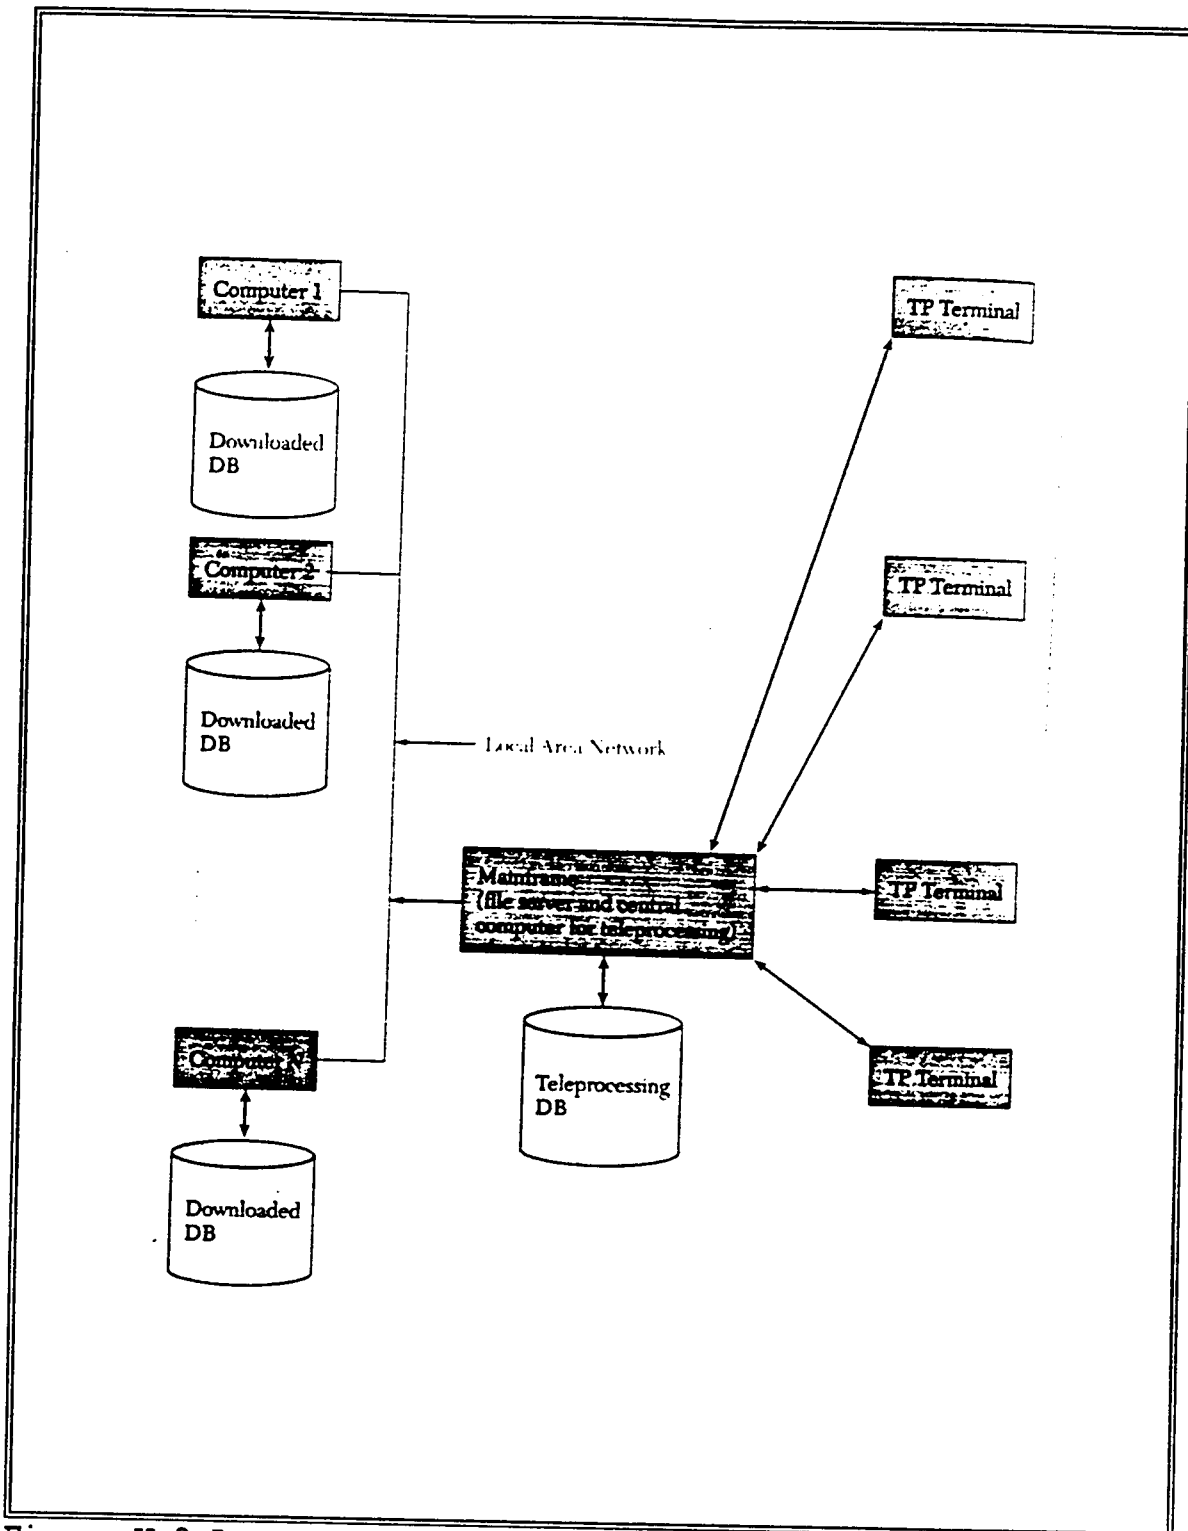 Computer 1
Downloaded
DB
Computer 2
Downloaded
DB
Local Area Network
Mainframe
(file server and central
computer for teleprocessing)
Computer N
Downloaded
DB
Teleprocessing
DB
TP Terminal
TP Terminal
TP Terminal
TP Terminal